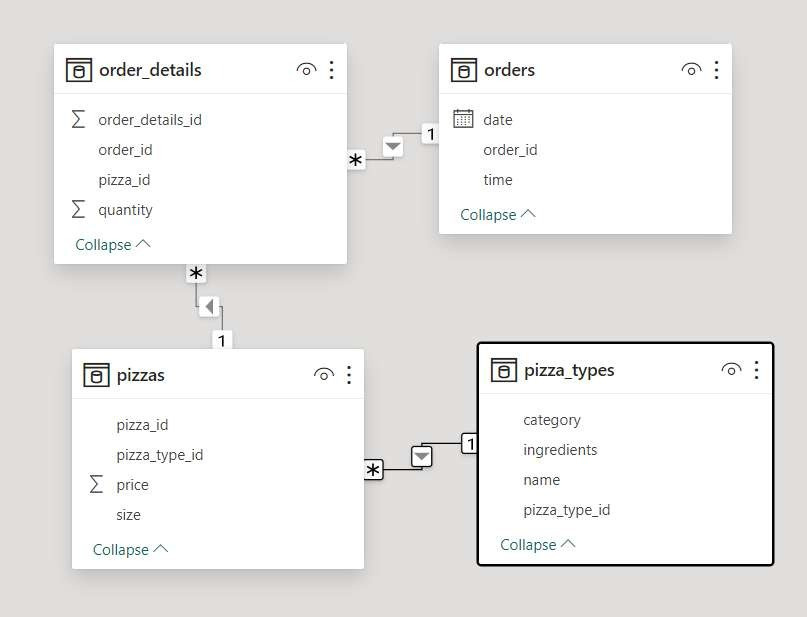 order_details
order_details_id
order_id
pizza_id
quantity
Collapse
orders
date
order_id
time
Collapse
*
1
*
1
pizzas
pizza_id
pizza_type_id
price
size
Collapse
pizza_types
category
ingredients
name
pizza_type_id
Collapse
*
1